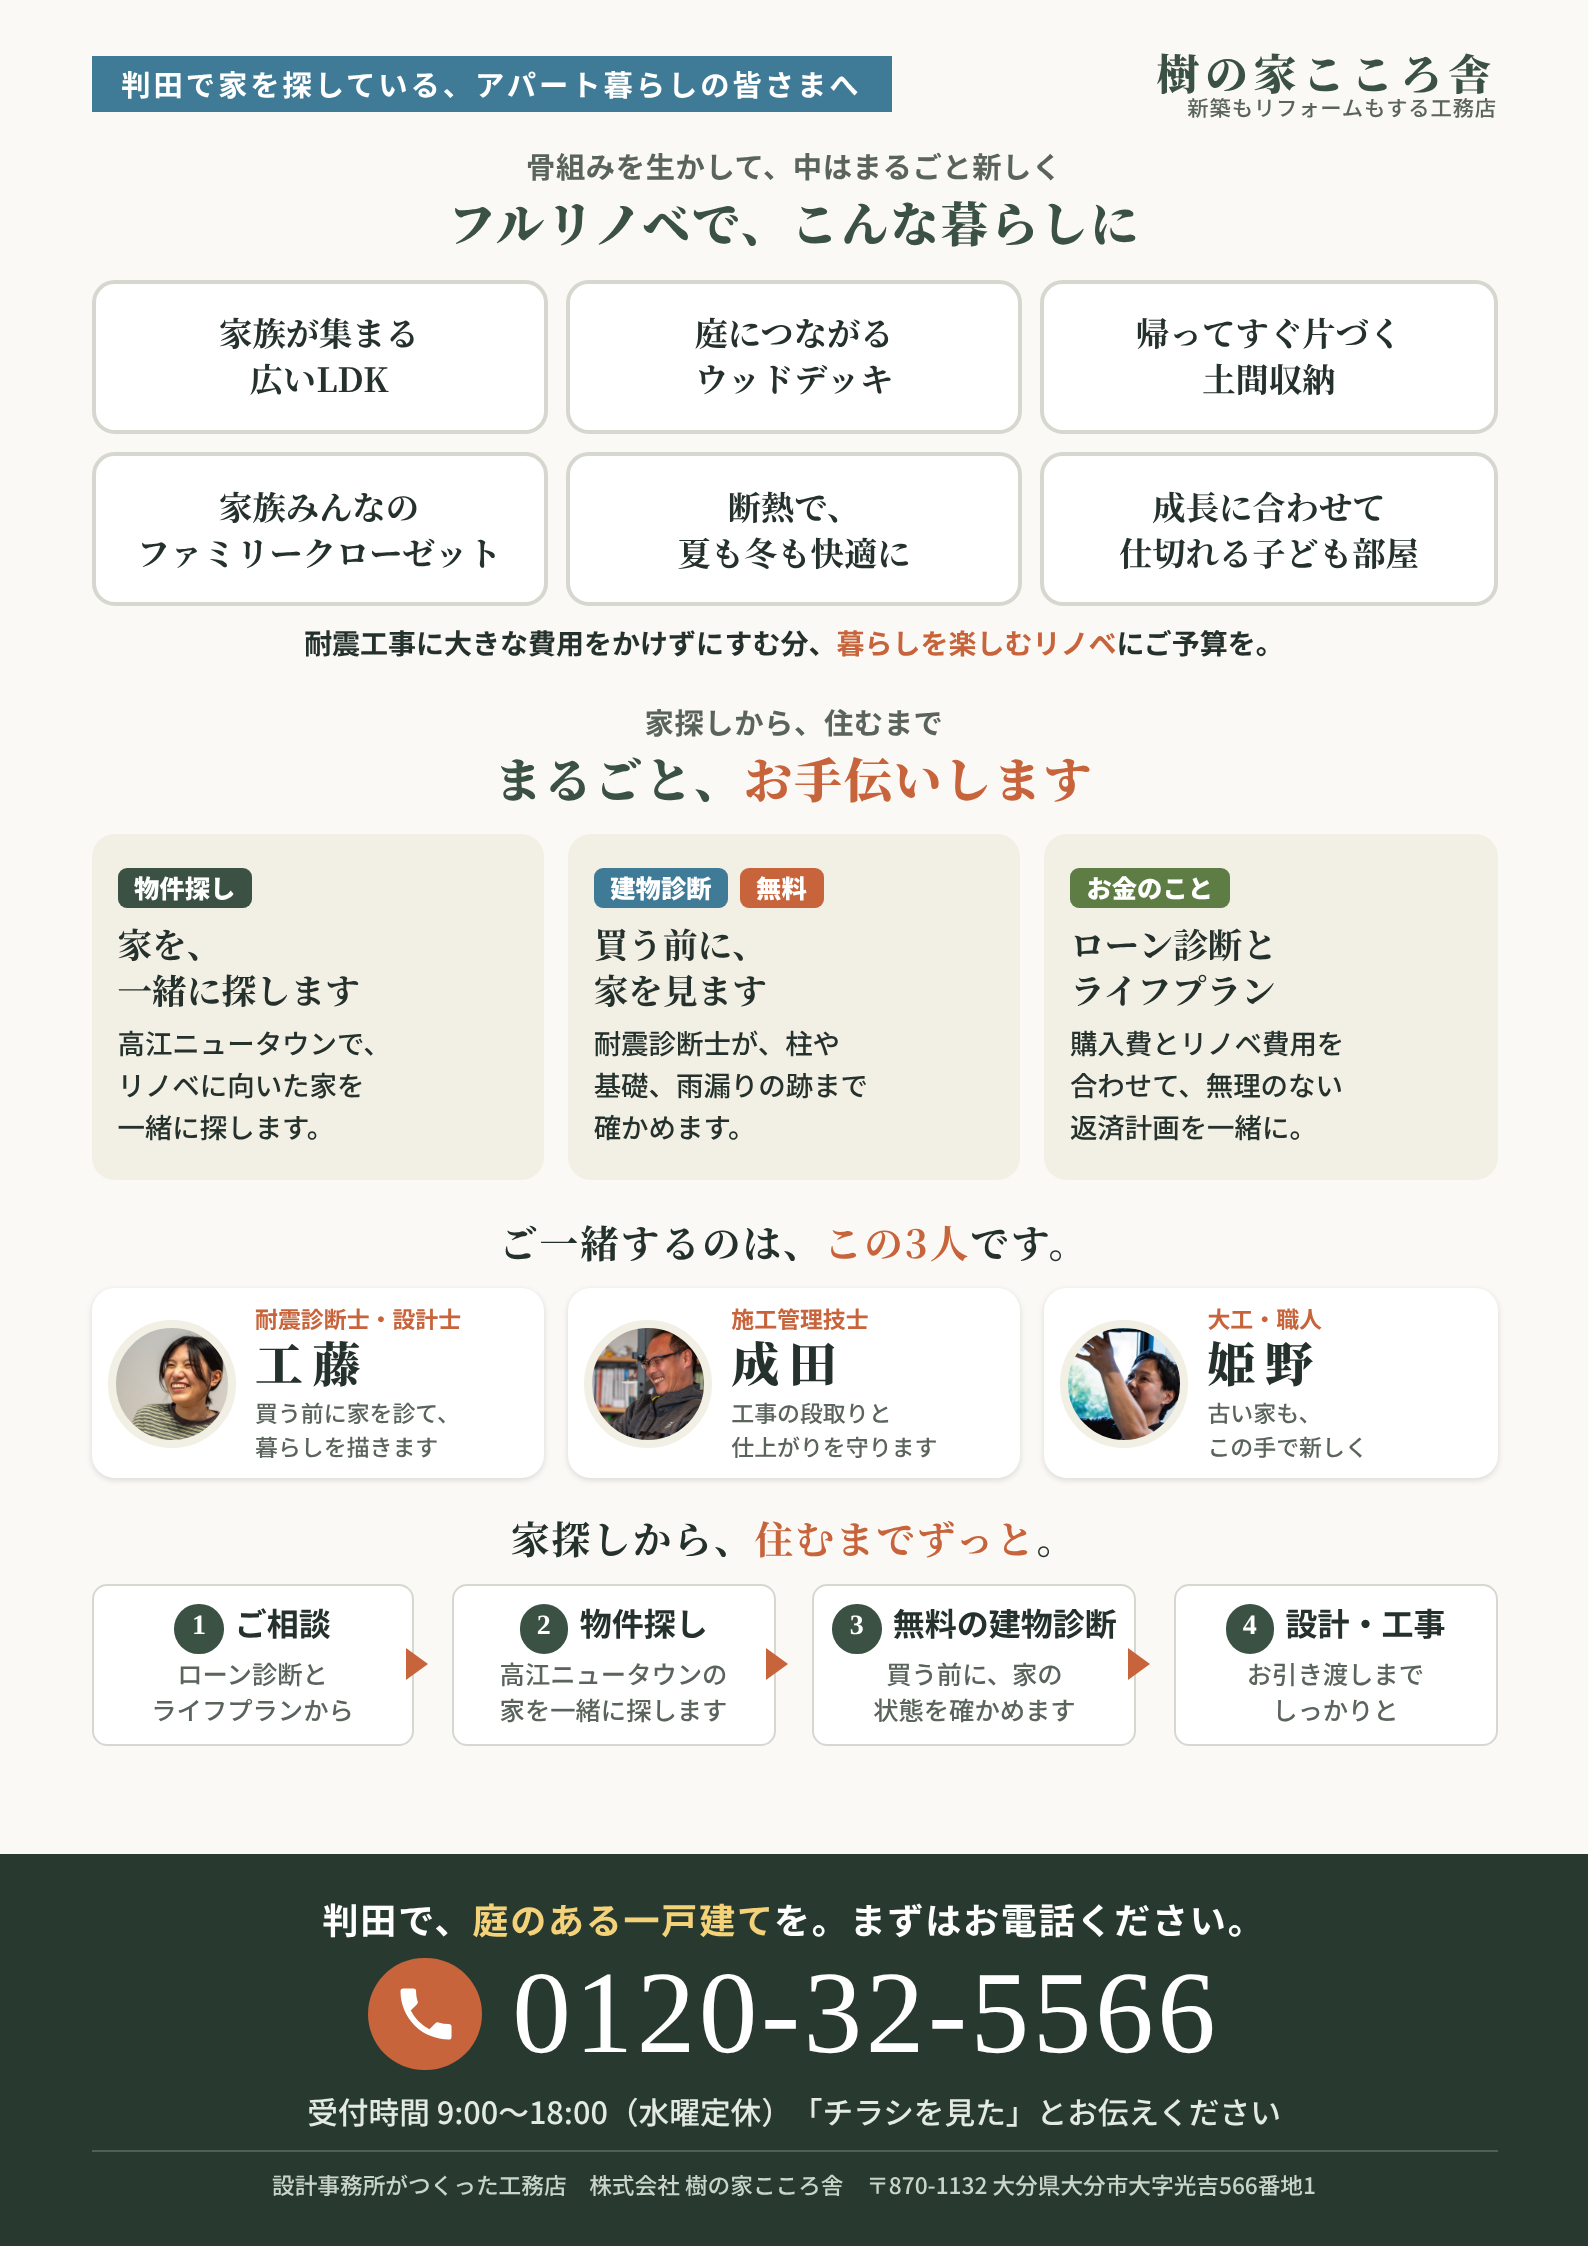 判田で家を探している、アパート暮らしの皆さまへ
樹の家こころ舎
新築もリフォームもする工務店
骨組みを生かして、中はまるごと新しく
フルリノベで、こんな暮らしに
家族が集まる
広いLDK
庭につながる
ウッドデッキ
帰ってすぐ片づく
土間収納
家族みんなの
ファミリークローゼット
断熱で、
夏も冬も快適に
成長に合わせて
仕切れる子ども部屋
耐震工事に大きな費用をかけずにすむ分、暮らしを楽しむリノベにご予算を。
家探しから、住むまで
まるごと、お手伝いします
物件探し
家を、
一緒に探します
高江ニュータウンで、
リノベに向いた家を
一緒に探します。
建物診断 無料
買う前に、
家を見ます
耐震診断士が、柱や
基礎、雨漏りの跡まで
確かめます。
お金のこと
ローン診断と
ライフプラン
購入費とリノベ費用を
合わせて、無理のない
返済計画を一緒に。
ご一緒するのは、この3人です。
耐震診断士・設計士
工藤
買う前に家を診て、
暮らしを描きます
施工管理技士
成田
工事の段取りと
仕上がりを守ります
大工・職人
姫野
古い家も、
この手で新しく
家探しから、住むまでずっと。
1 ご相談
ローン診断と
ライフプランから
2 物件探し
高江ニュータウンの
家を一緒に探します
3 無料の建物診断
買う前に、家の
状態を確かめます
4 設計・工事
お引き渡しまで
しっかりと
判田で、庭のある一戸建てを。まずはお電話ください。
0120-32-5566
受付時間 9:00〜18:00（水曜定休）「チラシを見た」とお伝えください
設計事務所がつくった工務店　株式会社 樹の家こころ舎　〒870-1132 大分県大分市大字光吉566番地1